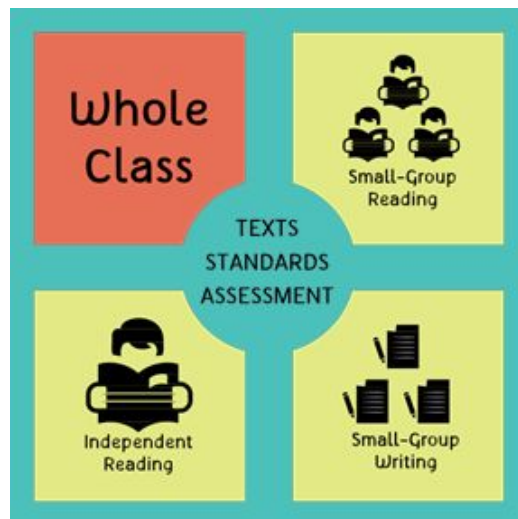 Whole
Class
Small-Group
Reading
TEXTS
STANDARDS
ASSESSMENT
Independent
Reading
Small-Group
Writing